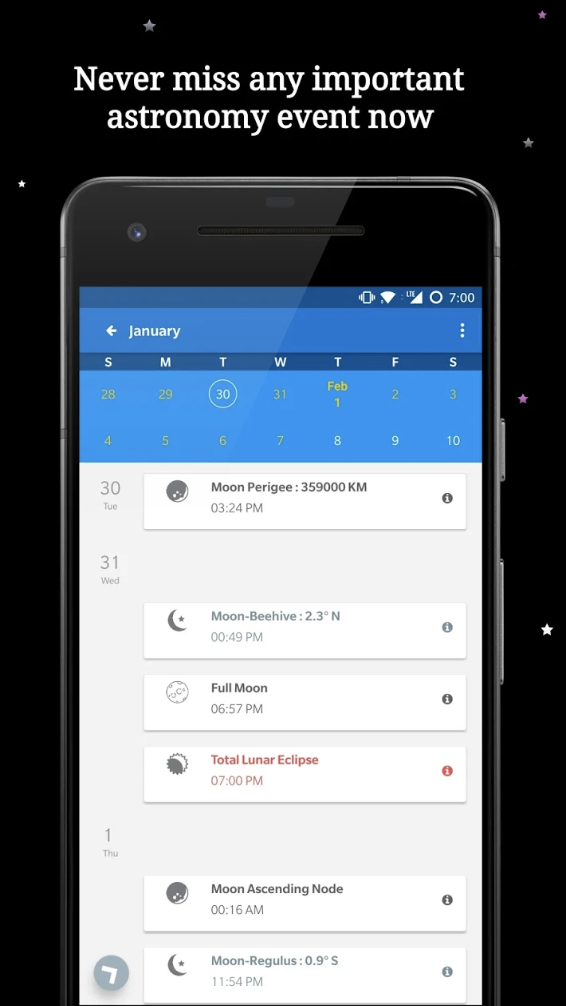 Never miss any important
astronomy event now
LTE 7:00
January
S M T W T F S
28 29 30 31 Feb 1 2 3
4 5 6 7 8 9 10
30
Tue
Moon Perigee : 359000 KM
03:24 PM
31
Wed
Moon-Beehive : 2.3° N
00:49 PM
Full Moon
06:57 PM
Total Lunar Eclipse
07:00 PM
1
Thu
Moon Ascending Node
00:16 AM
Moon-Regulus : 0.9° S
11:54 PM